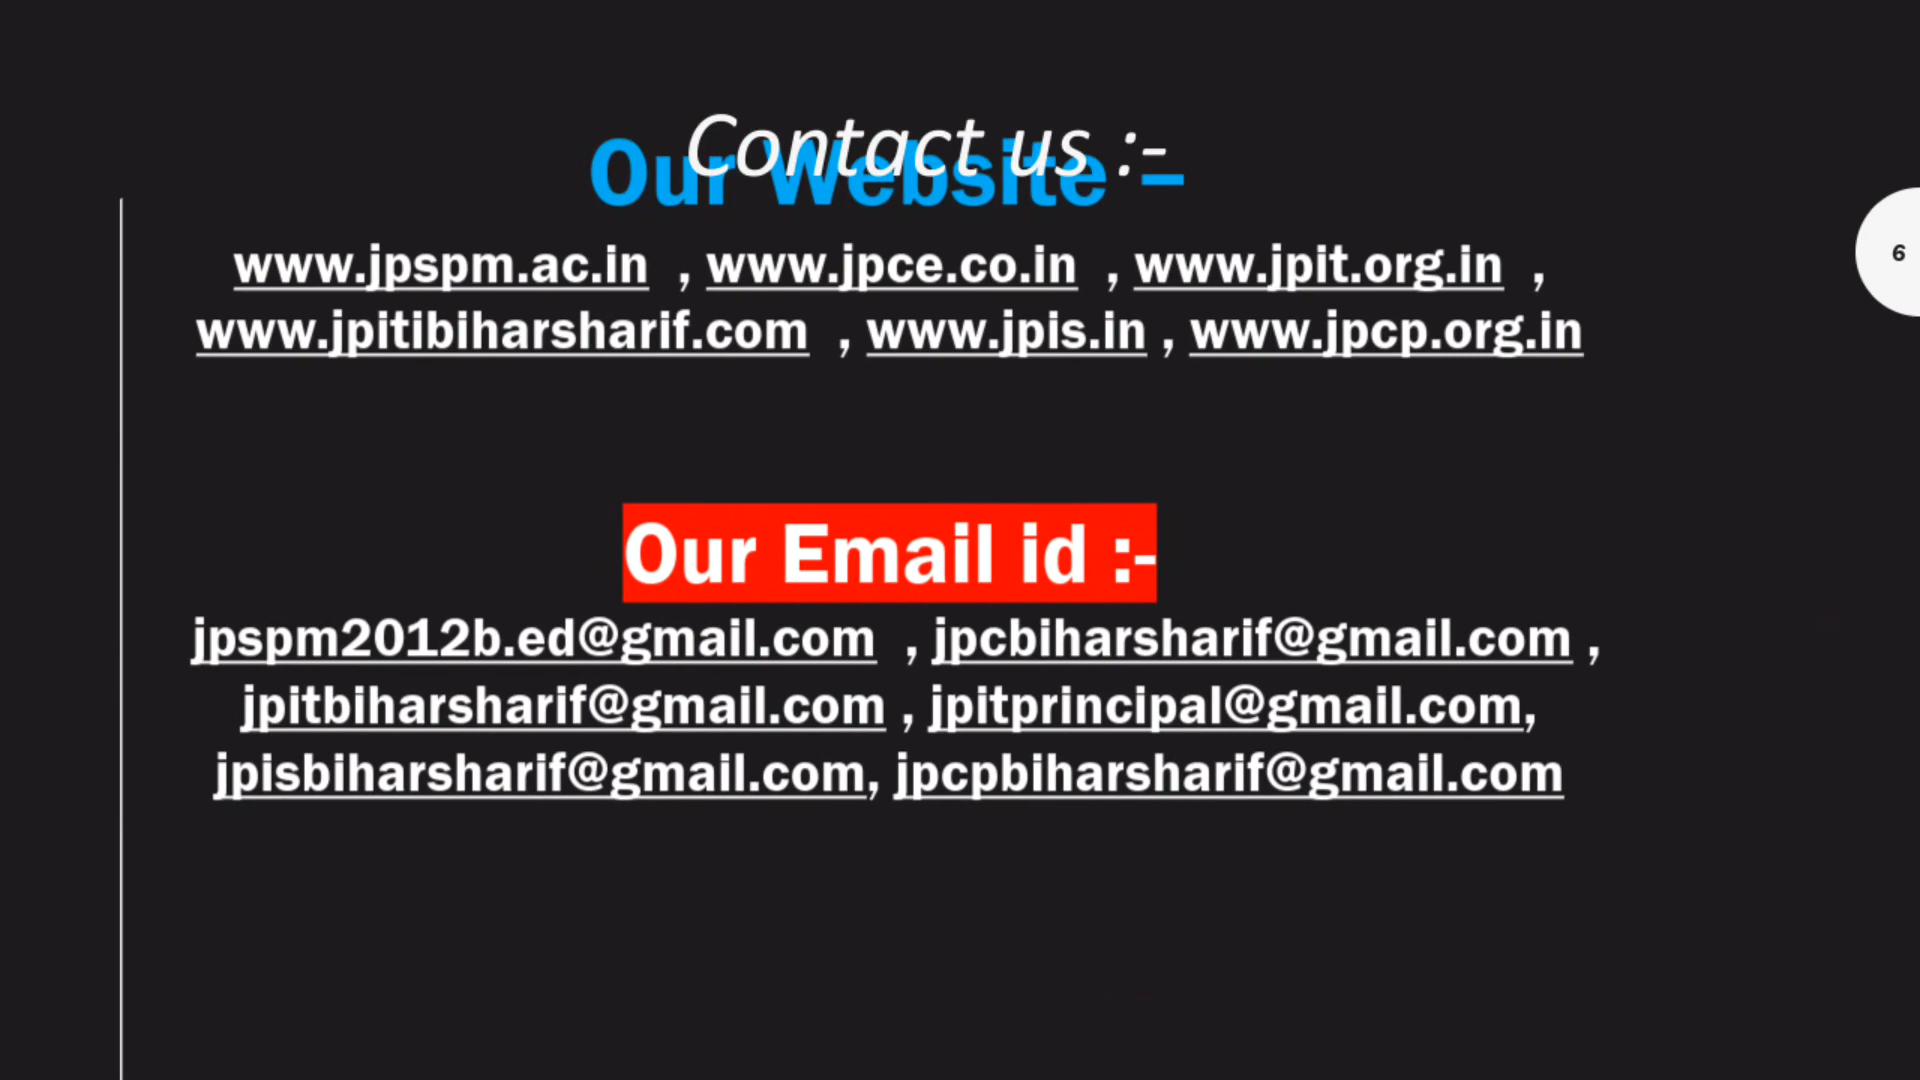 Contact us :-
Our Website –
www.jpspm.ac.in , www.jpce.co.in , www.jpit.org.in ,
www.jpitibiharsharif.com , www.jpis.in , www.jpcp.org.in
6
Our Email id :-
jpspm2012b.ed@gmail.com , jpcbiharsharif@gmail.com ,
jpitbiharsharif@gmail.com , jpitprincipal@gmail.com,
jpisbiharsharif@gmail.com, jpcpbiharsharif@gmail.com